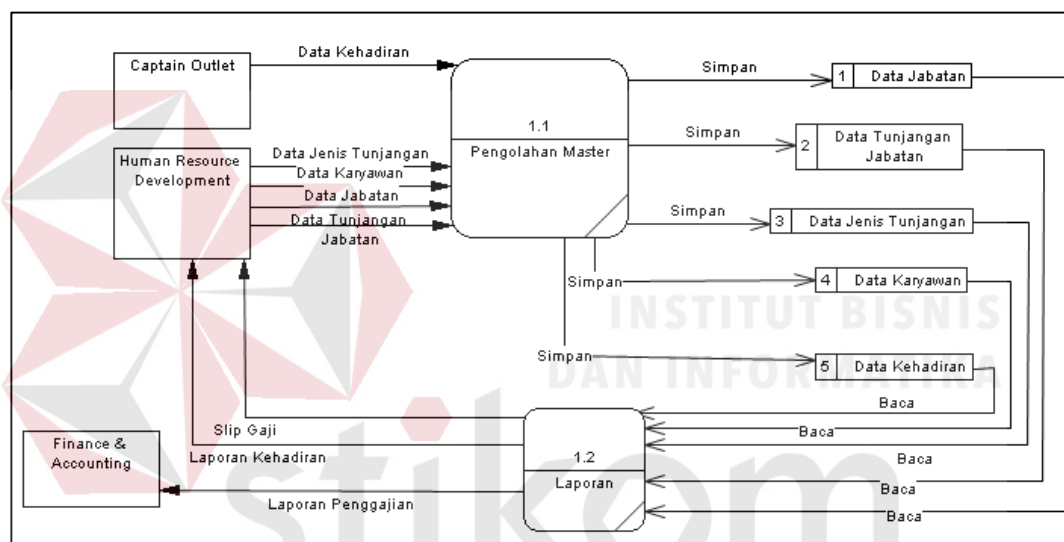 Captain Outlet
Data Kehadiran
1.1
Pengolahan Master
Simpan
1 Data Jabatan
Human Resource
Development
Data Jenis Tunjangan
Data Karyawan
Data Jabatan
Data Tunjangan
Jabatan
Simpan
2 Data Tunjangan
Jabatan
Simpan
3 Data Jenis Tunjangan
Simpan
4 Data Karyawan
Simpan
5 Data Kehadiran
INSTITUT BISNIS
DAN INFORMATIKA
stikom
Baca
Baca
Baca
Baca
Baca
Slip Gaji
Laporan Kehadiran
1.2
Laporan
Finance &
Accounting
Laporan Penggajian